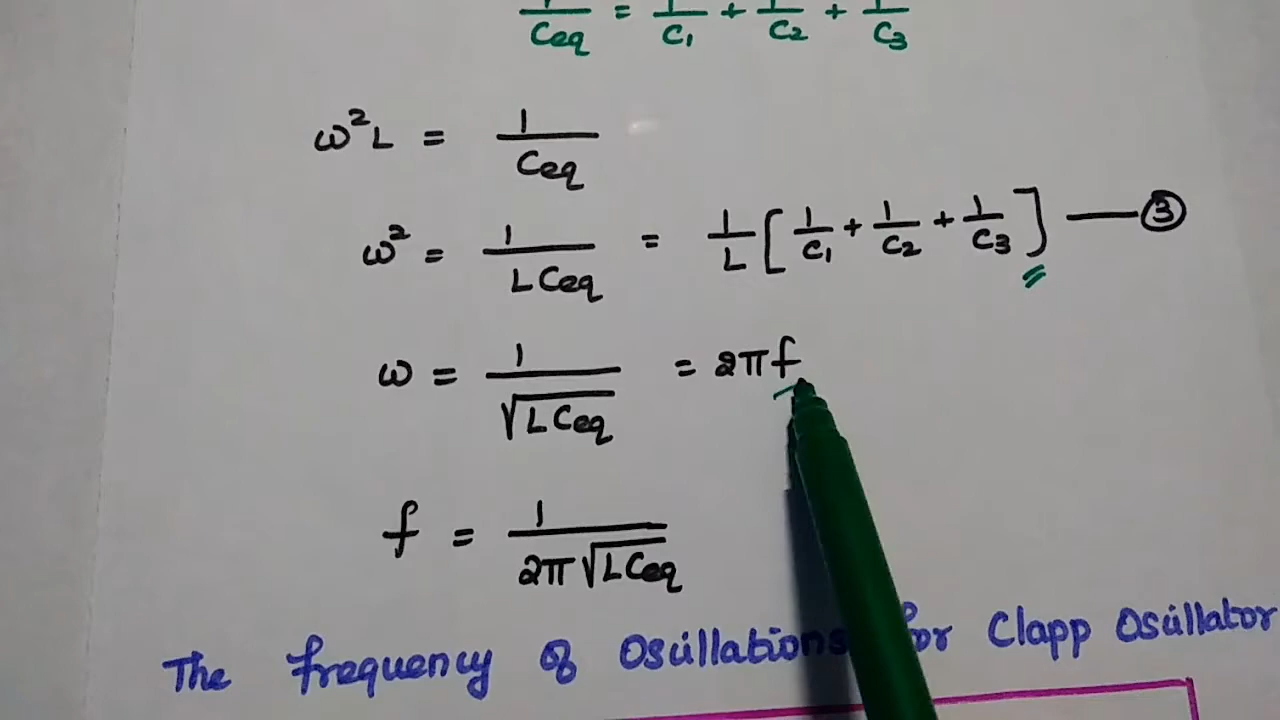 1/Ceq = 1/C1 + 1/C2 + 1/C3
ω²L = 1/Ceq
ω² = 1/LCeq = 1/L [1/C1 + 1/C2 + 1/C3] — ③
ω = 1/√LCeq = 2πf
f = 1/2π√LCeq
The frequency of Oscillations for Clapp Oscillator